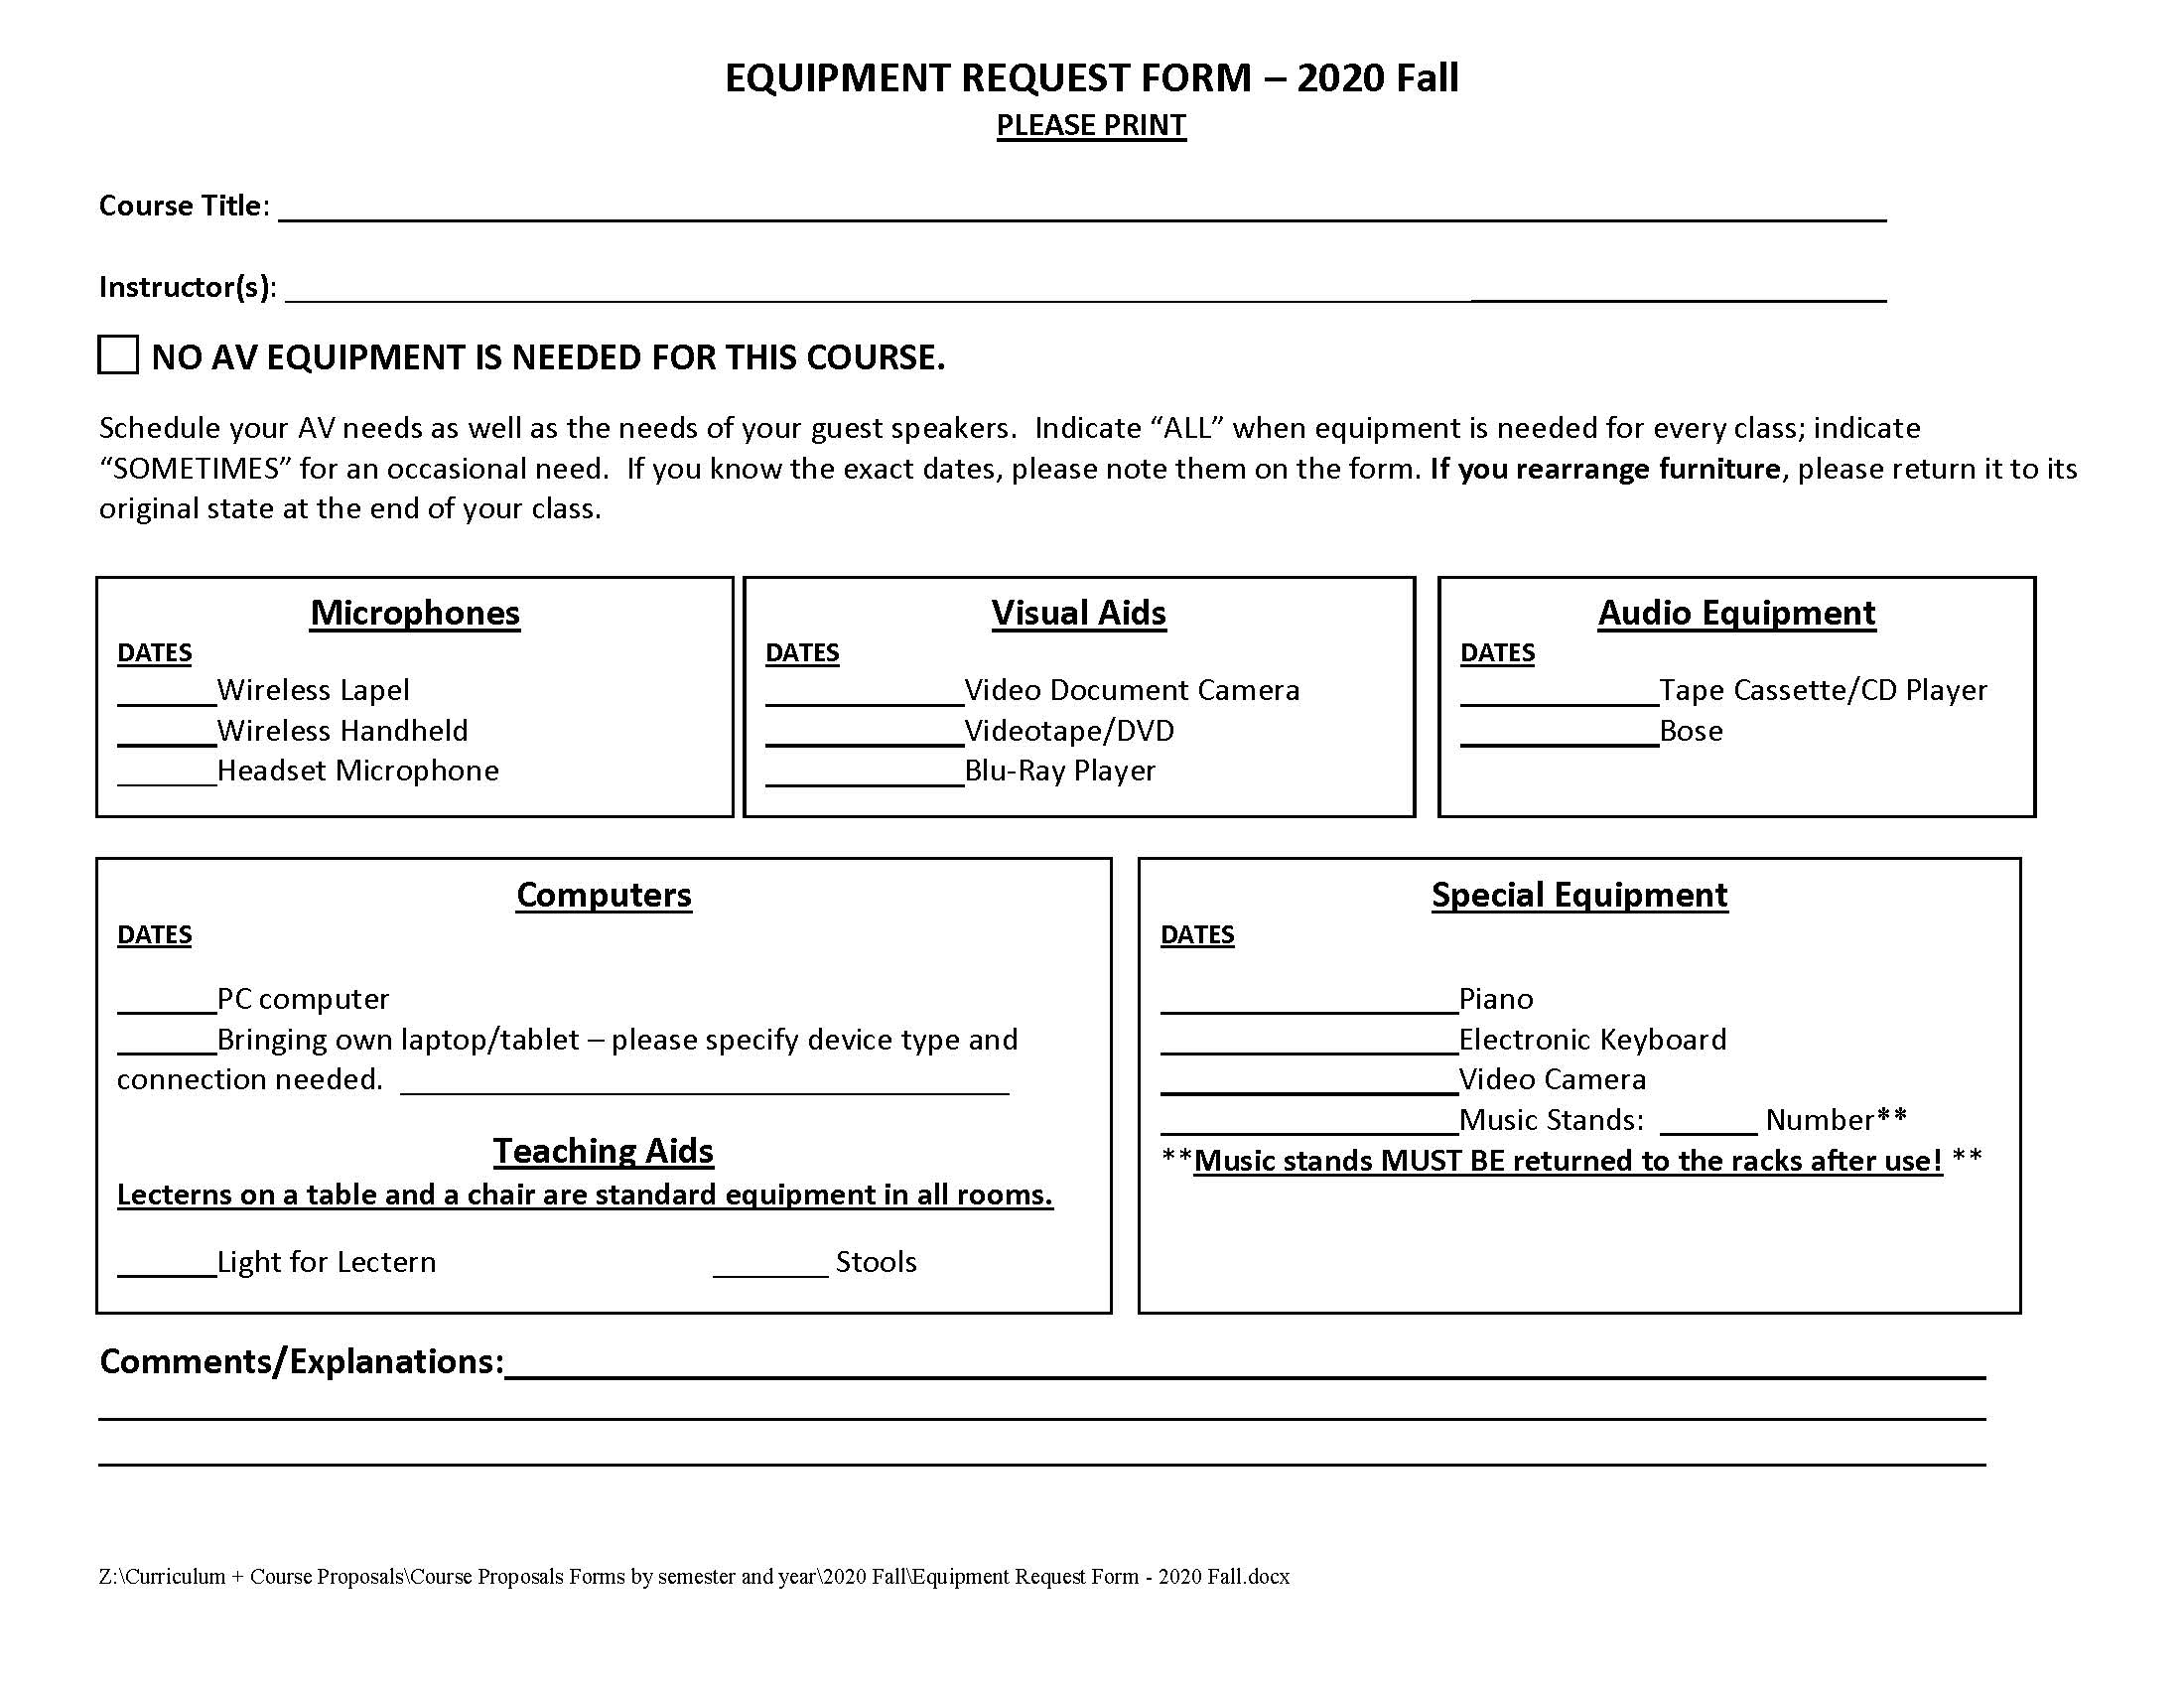 EQUIPMENT REQUEST FORM – 2020 Fall
PLEASE PRINT
Course Title:
Instructor(s):
NO AV EQUIPMENT IS NEEDED FOR THIS COURSE.
Schedule your AV needs as well as the needs of your guest speakers. Indicate “ALL” when equipment is needed for every class; indicate
“SOMETIMES” for an occasional need. If you know the exact dates, please note them on the form. If you rearrange furniture, please return it to its
original state at the end of your class.
Microphones
DATES
Wireless Lapel
Wireless Handheld
Headset Microphone
Visual Aids
DATES
Video Document Camera
Videotape/DVD
Blu-Ray Player
Audio Equipment
DATES
Tape Cassette/CD Player
Bose
Computers
DATES
PC computer
Bringing own laptop/tablet – please specify device type and
connection needed.
Teaching Aids
Lecterns on a table and a chair are standard equipment in all rooms.
Light for Lectern Stools
Special Equipment
DATES
Piano
Electronic Keyboard
Video Camera
Music Stands: Number**
**Music stands MUST BE returned to the racks after use! **
Comments/Explanations:
Z:\Curriculum + Course Proposals\Course Proposals Forms by semester and year\2020 Fall\Equipment Request Form - 2020 Fall.docx